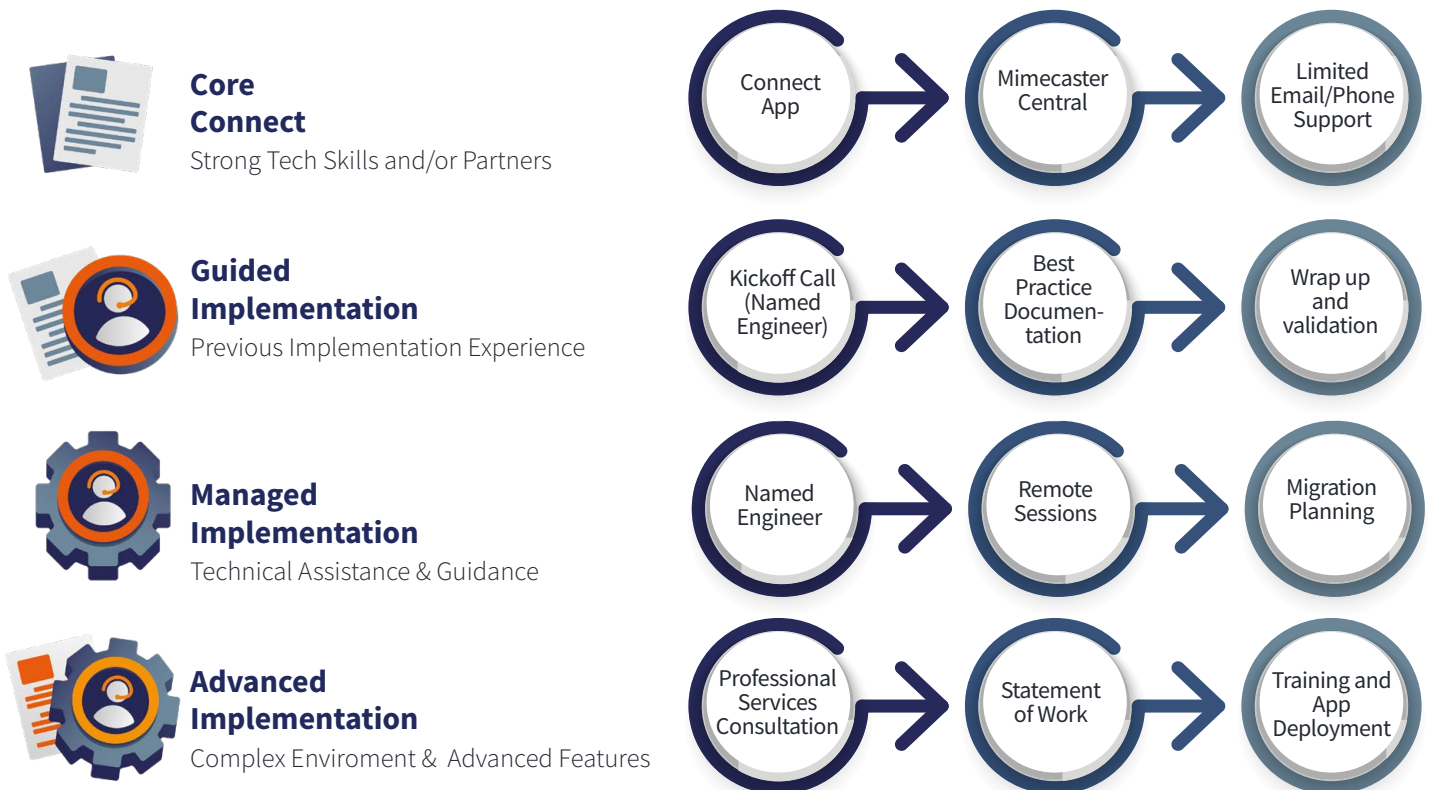 Core
Connect
Strong Tech Skills and/or Partners
Connect
App
Mimecaster
Central
Limited
Email/Phone
Support
Guided
Implementation
Previous Implementation Experience
Kickoff Call
(Named
Engineer)
Best
Practice
Documen-
tation
Wrap up
and
validation
Managed
Implementation
Technical Assistance & Guidance
Named
Engineer
Remote
Sessions
Migration
Planning
Advanced
Implementation
Complex Enviroment & Advanced Features
Professional
Services
Consultation
Statement
of Work
Training and
App
Deployment